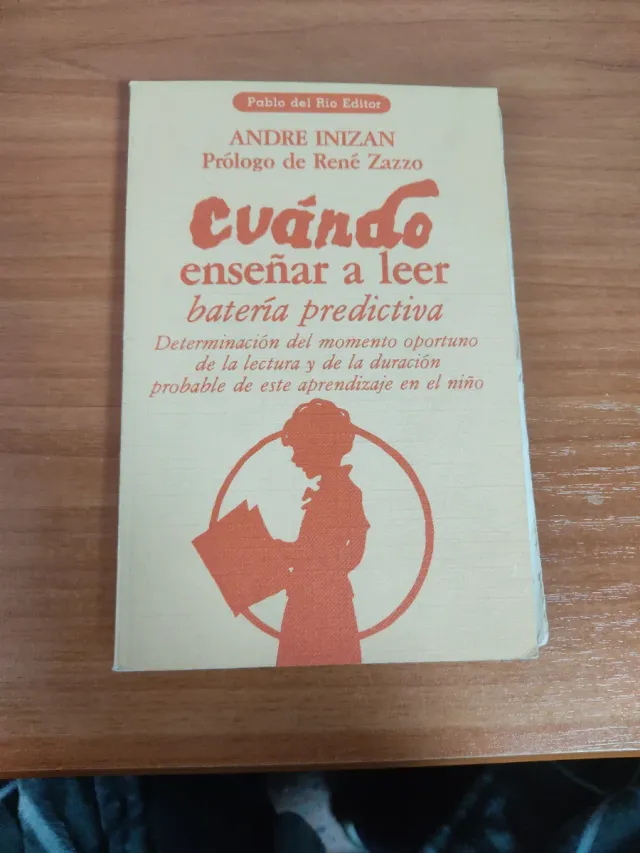 Pablo del Río Editor
ANDRE INIZAN
Prólogo de René Zazzo
cuándo
enseñar a leer
batería predictiva
Determinación del momento oportuno
de la lectura y de la duración
probable de este aprendizaje en el niño